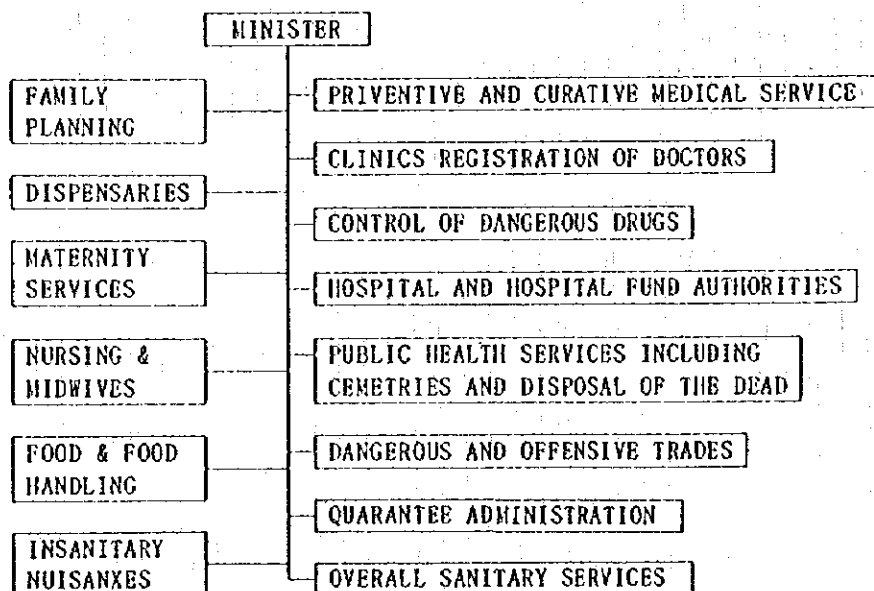 MINISTER
FAMILY
PLANNING
DISPENSARIES
MATERNITY
SERVICES
NURSING &
MIDWIVES
FOOD & FOOD
HANDLING
INSANITARY
NUISANXES
PRIVENTIVE AND CURATIVE MEDICAL SERVICE
CLINICS REGISTRATION OF DOCTORS
CONTROL OF DANGEROUS DRUGS
HOSPITAL AND HOSPITAL FUND AUTHORITIES
PUBLIC HEALTH SERVICES INCLUDING
CEMETRIES AND DISPOSAL OF THE DEAD
DANGEROUS AND OFFENSIVE TRADES
QUARANTEE ADMINISTRATION
OVERALL SANITARY SERVICES